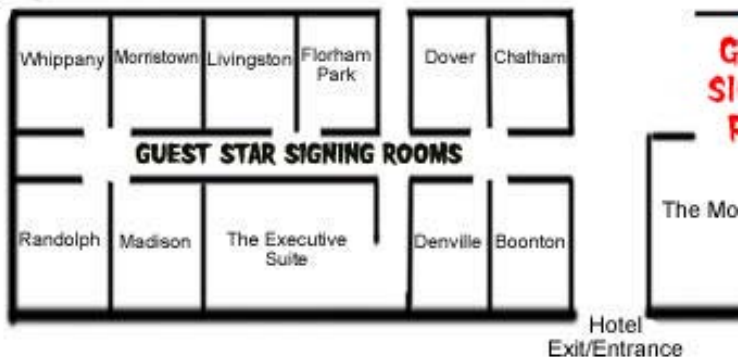 Whippany
Morristown
Livingston
Florham
Park
Dover
Chatham
GUEST STAR SIGNING ROOMS
Randolph
Madison
The Executive
Suite
Denville
Boonton
G
SI
R
The Mo
Hotel
Exit/Entrance